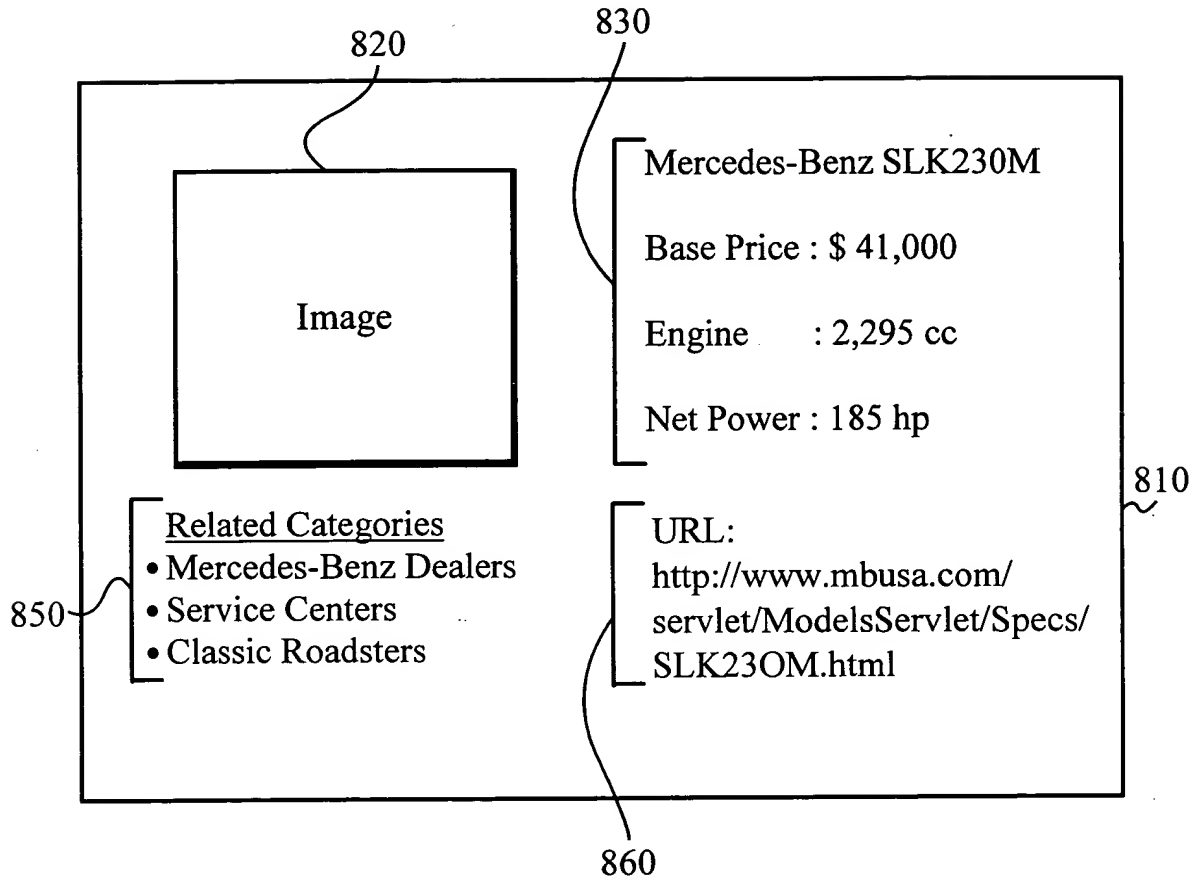 830
820
Mercedes-Benz SLK230M
Base Price : $ 41,000
Engine : 2,295 cc
Net Power : 185 hp
Image
810
Related Categories
• Mercedes-Benz Dealers
• Service Centers
• Classic Roadsters
850
URL:
http://www.mbusa.com/
servlet/ModelsServlet/Specs/
SLK23OM.html
860